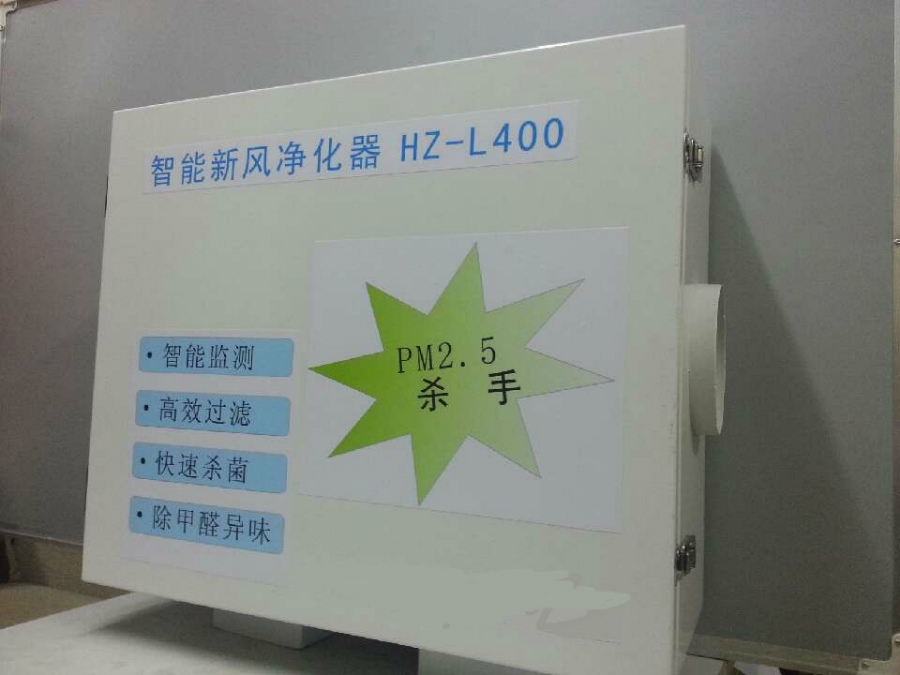 智能新风净化器 HZ-L400
PM2.5
杀 手
· 智能监测
· 高效过滤
· 快速杀菌
· 除甲醛异味